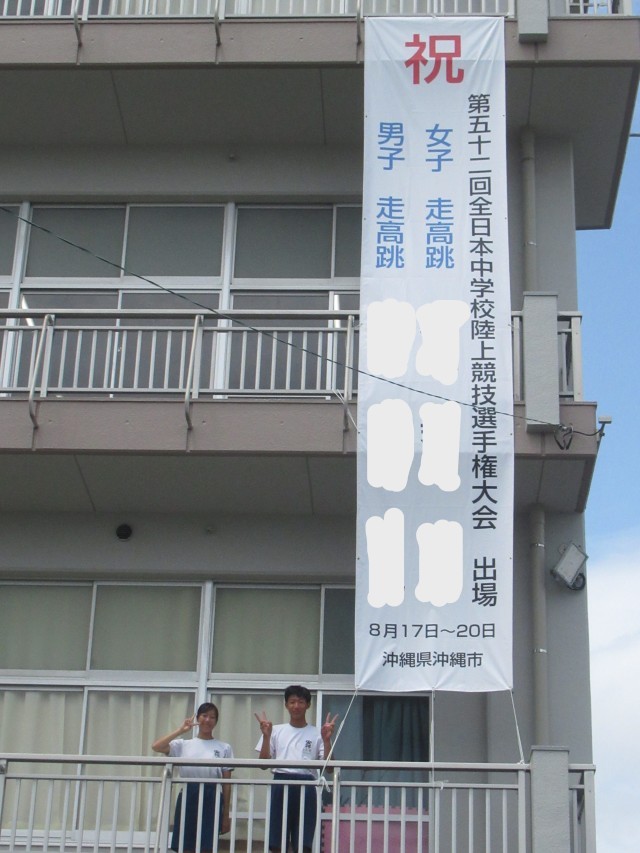 祝
第五十二回全日本中学校陸上競技選手権大会 出場
女子 走高跳
男子 走高跳
8月17日～20日
沖縄県沖縄市